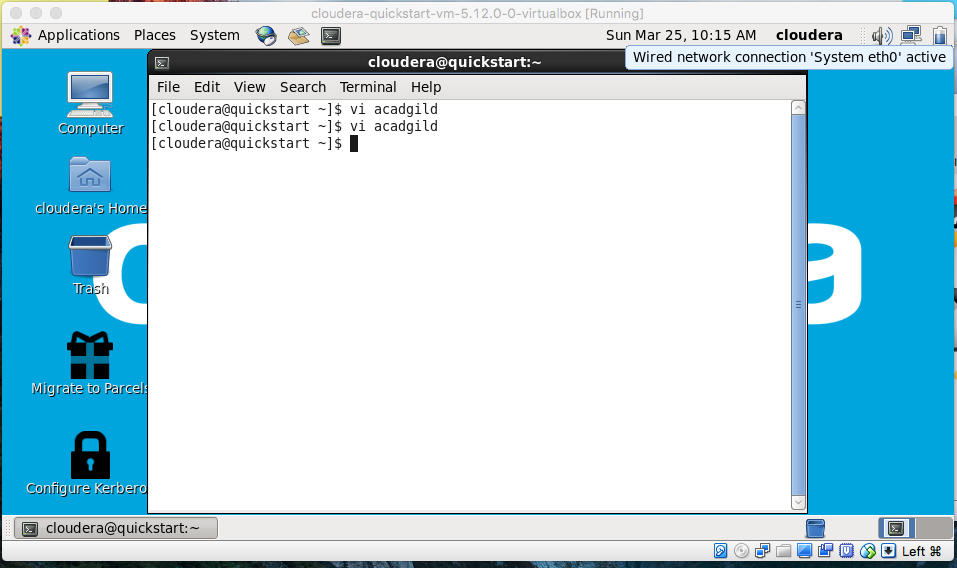 cloudera-quickstart-vm-5.12.0-0-virtualbox [Running]
Applications Places System Sun Mar 25, 10:15 AM cloudera
Wired network connection 'System eth0' active
cloudera@quickstart:~
File Edit View Search Terminal Help
[cloudera@quickstart ~]$ vi acadgild
[cloudera@quickstart ~]$ vi acadgild
[cloudera@quickstart ~]$
Computer
cloudera's Home
Trash
Migrate to Parcels
Configure Kerbero
cloudera@quickstart:~
Left ⌘